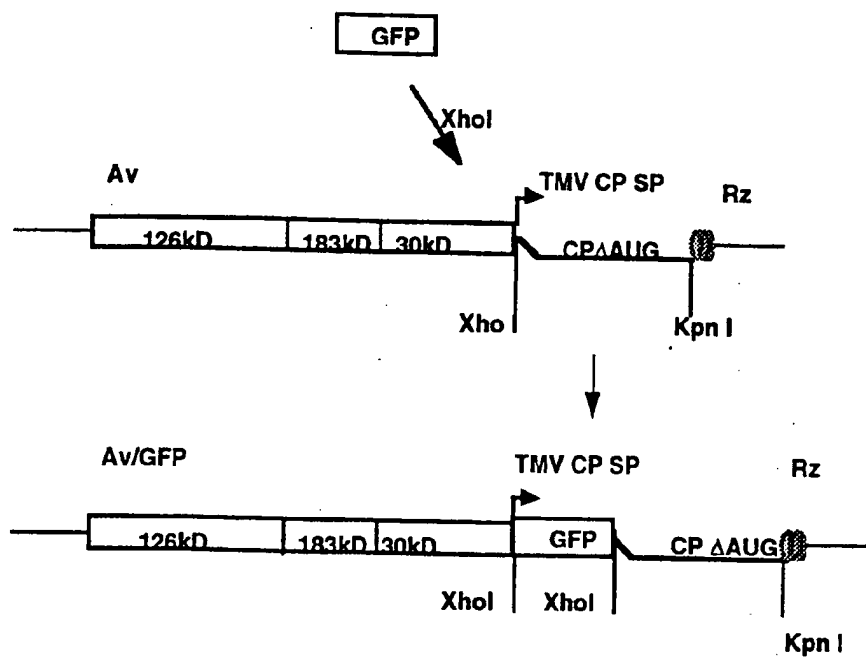 GFP
XhoI
Av
TMV CP SP
Rz
126kD 183kD 30kD CPΔAUG
Xho I Kpn I
Av/GFP
TMV CP SP
Rz
126kD 183kD 30kD GFP CP ΔAUG
XhoI XhoI
Kpn I